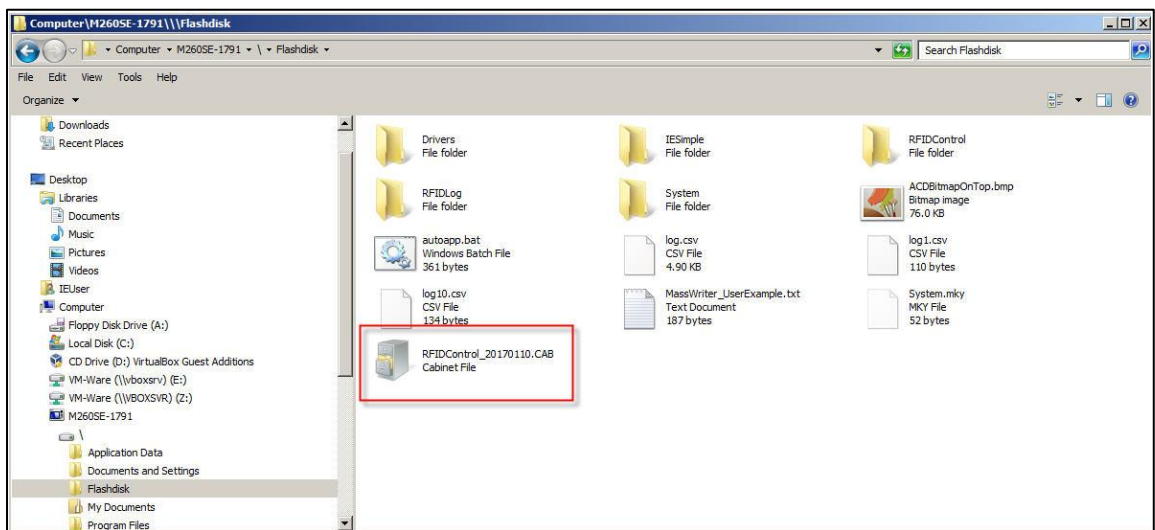 Computer\M260SE-1791\\\Flashdisk
Computer M260SE-1791 \ Flashdisk
Search Flashdisk
File Edit View Tools Help
Organize
Downloads
Recent Places
Desktop
Libraries
Documents
Music
Pictures
Videos
IEUser
Computer
Floppy Disk Drive (A:)
Local Disk (C:)
CD Drive (D:) VirtualBox Guest Additions
VM-Ware (\\vboxsrv) (E:)
VM-Ware (\\VBOXSVR) (Z:)
M260SE-1791
\
Application Data
Documents and Settings
Flashdisk
My Documents
Program Files
Drivers
File folder
IESimple
File folder
RFIDControl
File folder
RFIDLog
File folder
System
File folder
ACDBitmapOnTop.bmp
Bitmap image
76.0 KB
autoapp.bat
Windows Batch File
361 bytes
log.csv
CSV File
4.90 KB
log1.csv
CSV File
110 bytes
log10.csv
CSV File
134 bytes
MassWriter_UserExample.txt
Text Document
187 bytes
System.mky
MKY File
52 bytes
RFIDControl_20170110.CAB
Cabinet File